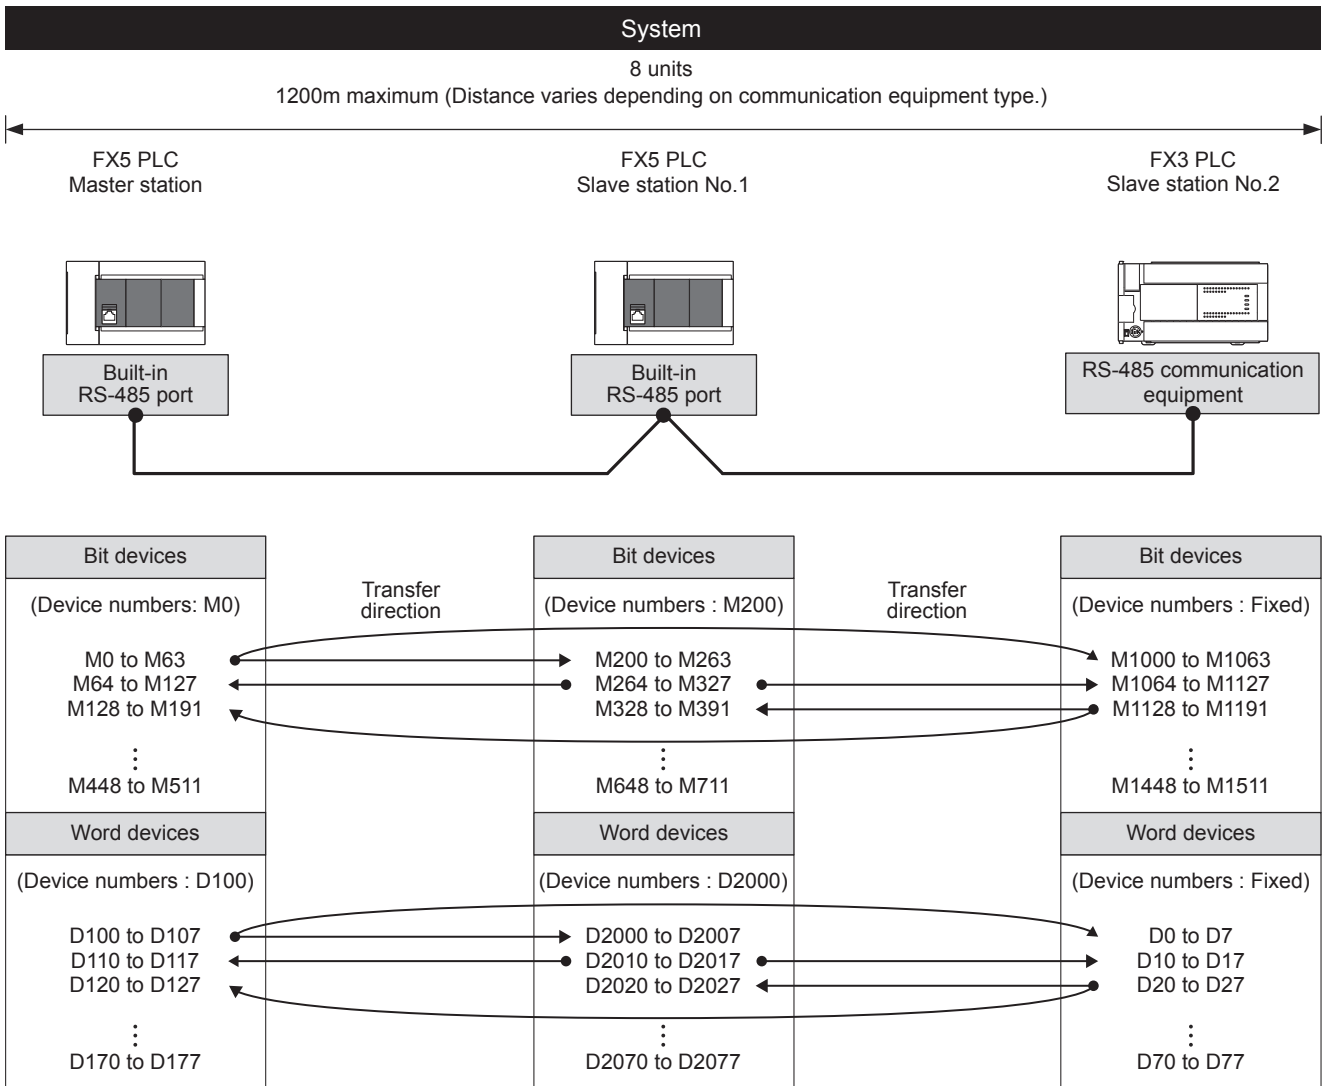 System
8 units
1200m maximum (Distance varies depending on communication equipment type.)
FX5 PLC
Master station
FX5 PLC
Slave station No.1
FX3 PLC
Slave station No.2
Built-in
RS-485 port
Built-in
RS-485 port
RS-485 communication
equipment
Bit devices
(Device numbers: M0)
M0 to M63
M64 to M127
M128 to M191
M448 to M511
Transfer
direction
Bit devices
(Device numbers : M200)
M200 to M263
M264 to M327
M328 to M391
M648 to M711
Transfer
direction
Bit devices
(Device numbers : Fixed)
M1000 to M1063
M1064 to M1127
M1128 to M1191
M1448 to M1511
Word devices
(Device numbers : D100)
D100 to D107
D110 to D117
D120 to D127
D170 to D177
Word devices
(Device numbers : D2000)
D2000 to D2007
D2010 to D2017
D2020 to D2027
D2070 to D2077
Word devices
(Device numbers : Fixed)
D0 to D7
D10 to D17
D20 to D27
D70 to D77